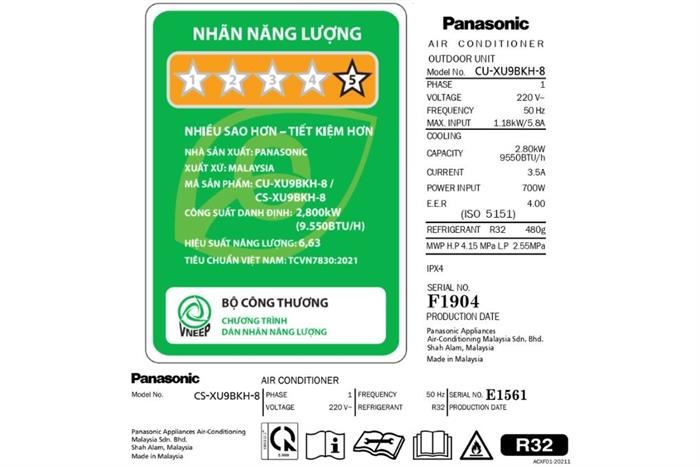 NHÃN NĂNG LƯỢNG
1 2 3 4 5
NHIỀU SAO HƠN – TIẾT KIỆM HƠN
NHÀ SẢN XUẤT: PANASONIC
XUẤT XỨ: MALAYSIA
MÃ SẢN PHẨM: CU-XU9BKH-8 /
CS-XU9BKH-8
CÔNG SUẤT DANH ĐỊNH: 2,800kW
(9.550BTU/H)
HIỆU SUẤT NĂNG LƯỢNG: 6,63
TIÊU CHUẨN VIỆT NAM: TCVN7830:2021
VNEEP
BỘ CÔNG THƯƠNG
CHƯƠNG TRÌNH
DÁN NHÃN NĂNG LƯỢNG
Panasonic
AIR CONDITIONER
OUTDOOR UNIT
Model No. CU-XU9BKH-8
PHASE 1
VOLTAGE 220 V~
FREQUENCY 50 Hz
MAX. INPUT 1.18kW/5.8A
COOLING
CAPACITY 2.80kW
9550BTU/h
CURRENT 3.5A
POWER INPUT 700W
E.E.R 4.00
(ISO 5151)
REFRIGERANT R32 480g
MWP H.P 4.15 MPa L.P 2.55MPa
IPX4
SERIAL NO.
F1904
PRODUCTION DATE
Panasonic Appliances
Air-Conditioning Malaysia Sdn. Bhd.
Shah Alam, Malaysia
Made in Malaysia
Panasonic AIR CONDITIONER
Model No. CS-XU9BKH-8 PHASE 1 FREQUENCY 50 Hz SERIAL NO. E1561
VOLTAGE 220 V~ REFRIGERANT R32 PRODUCTION DATE
Panasonic Appliances Air-Conditioning
Malaysia Sdn. Bhd.
Shah Alam, Malaysia
Made in Malaysia
R32
ACXF01-20211